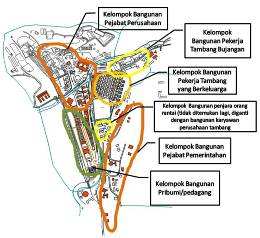 Kelompok Bangunan
Pejabat Perusahaan
Kelompok
Bangunan Pekerja
Tambang Bujangan
Kelompok Bangunan
Pekerja Tambang
yang Berkeluarga
Kelompok Bangunan penjara orang
rantai (tidak ditemukan lagi, diganti
dengan bangunan karyawan
perusahaan tambang
Kelompok Bangunan
Pejabat Pemerintahan
Kelompok Bangunan
Pribumi/pedagang